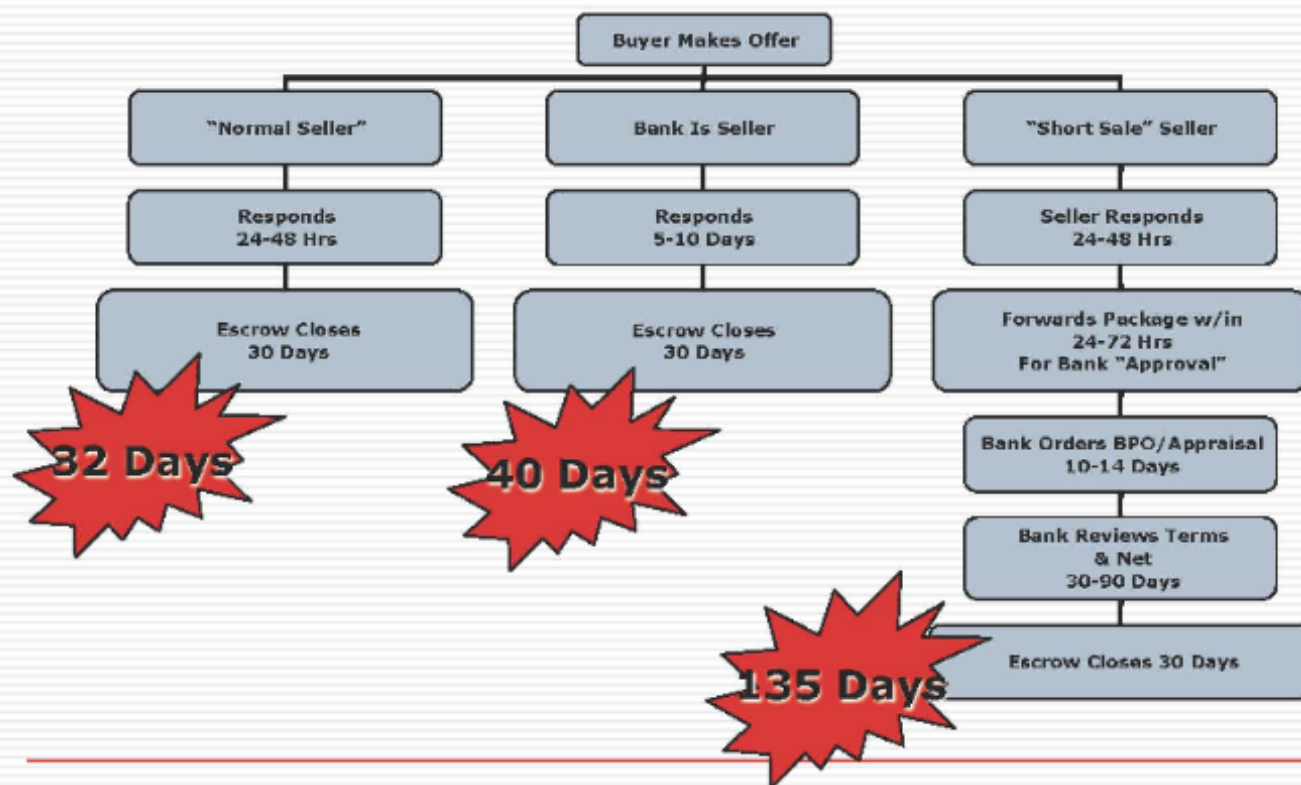 Buyer Makes Offer
"Normal Seller"
Responds
24-48 Hrs
Escrow Closes
30 Days
32 Days
Bank Is Seller
Responds
5-10 Days
Escrow Closes
30 Days
40 Days
"Short Sale" Seller
Seller Responds
24-48 Hrs
Forwards Package w/in
24-72 Hrs
For Bank "Approval"
Bank Orders BPO/Appraisal
10-14 Days
Bank Reviews Terms
& Net
30-90 Days
Escrow Closes 30 Days
135 Days